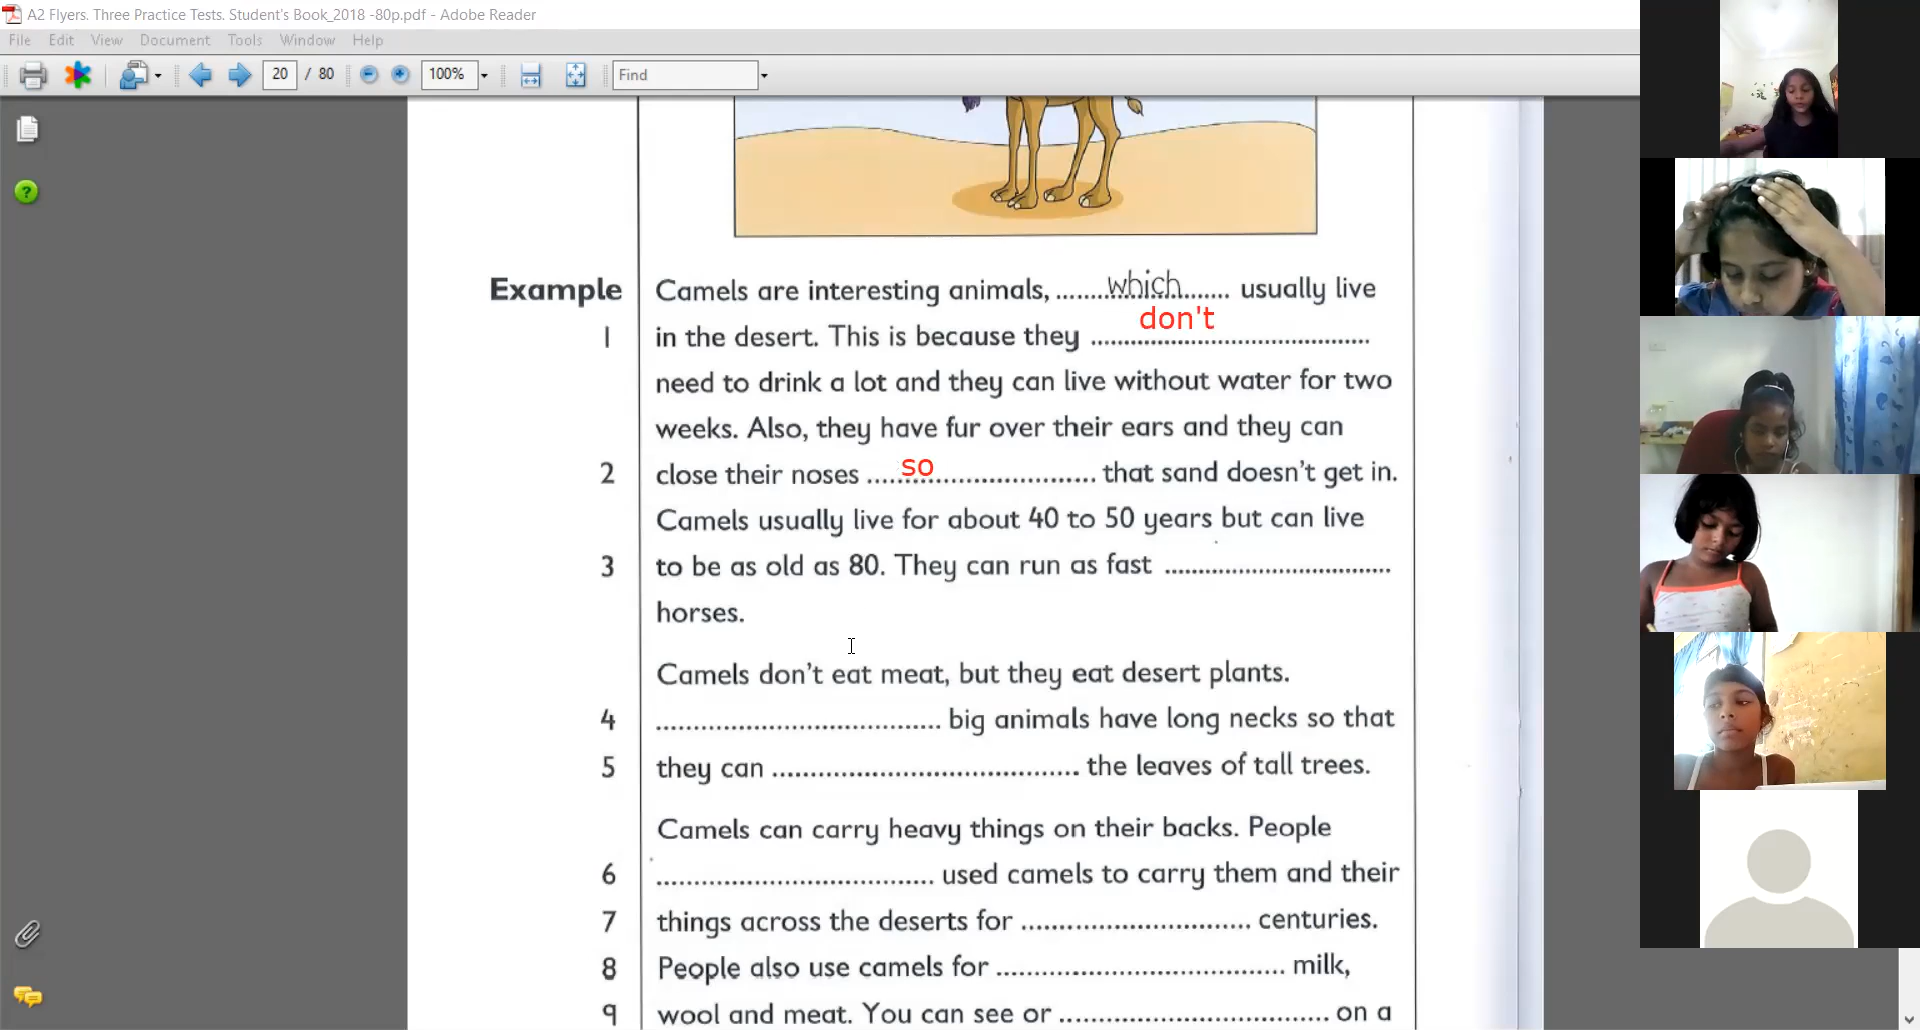 A2 Flyers. Three Practice Tests. Student's Book_2018 -80p.pdf - Adobe Reader
File Edit View Document Tools Window Help
20 / 80 100% Find
Example Camels are interesting animals, ........which........ usually live
don't
1 in the desert. This is because they ........................................
need to drink a lot and they can live without water for two
weeks. Also, they have fur over their ears and they can
so
2 close their noses ................................. that sand doesn't get in.
Camels usually live for about 40 to 50 years but can live
3 to be as old as 80. They can run as fast .................................
horses.
Camels don't eat meat, but they eat desert plants.
4 ......................................... big animals have long necks so that
5 they can ............................................ the leaves of tall trees.
Camels can carry heavy things on their backs. People
6 ........................................ used camels to carry them and their
7 things across the deserts for ................................. centuries.
8 People also use camels for ......................................... milk,
9 wool and meat. You can see or ....................................... on a